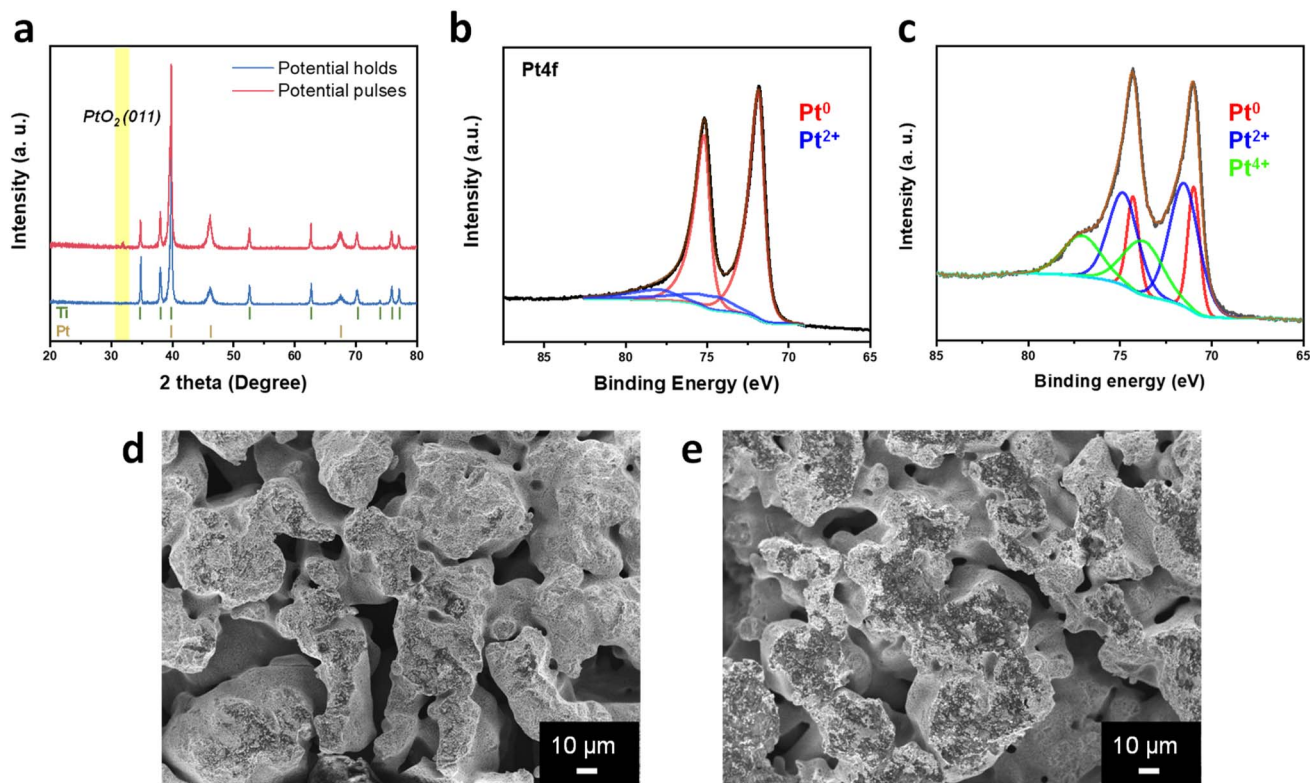 a
Potential holds
Potential pulses
PtO₂(011)
Intensity (a. u.)
Ti
Pt
20 30 40 50 60 70 80
2 theta (Degree)
b
Pt4f
Pt⁰
Pt²⁺
Intensity (a.u.)
85 80 75 70 65
Binding Energy (eV)
c
Pt⁰
Pt²⁺
Pt⁴⁺
Intensity (a. u.)
85 80 75 70 65
Binding energy (eV)
d
10 µm
e
10 µm